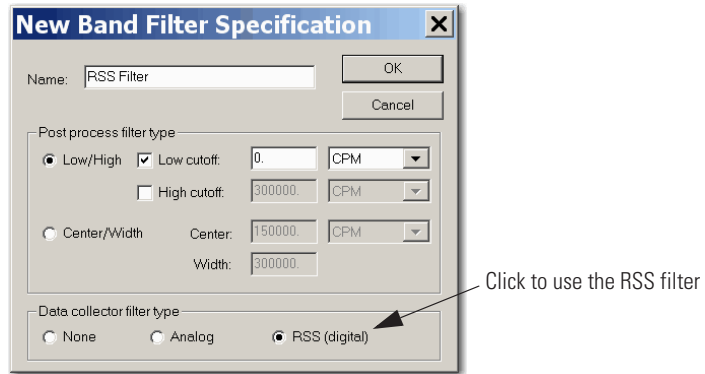 New Band Filter Specification
Name: RSS Filter
OK
Cancel
Post process filter type
Low/High Low cutoff: 0. CPM
High cutoff: 300000. CPM
Center/Width Center: 150000. CPM
Width: 300000.
Click to use the RSS filter
Data collector filter type
None Analog RSS (digital)